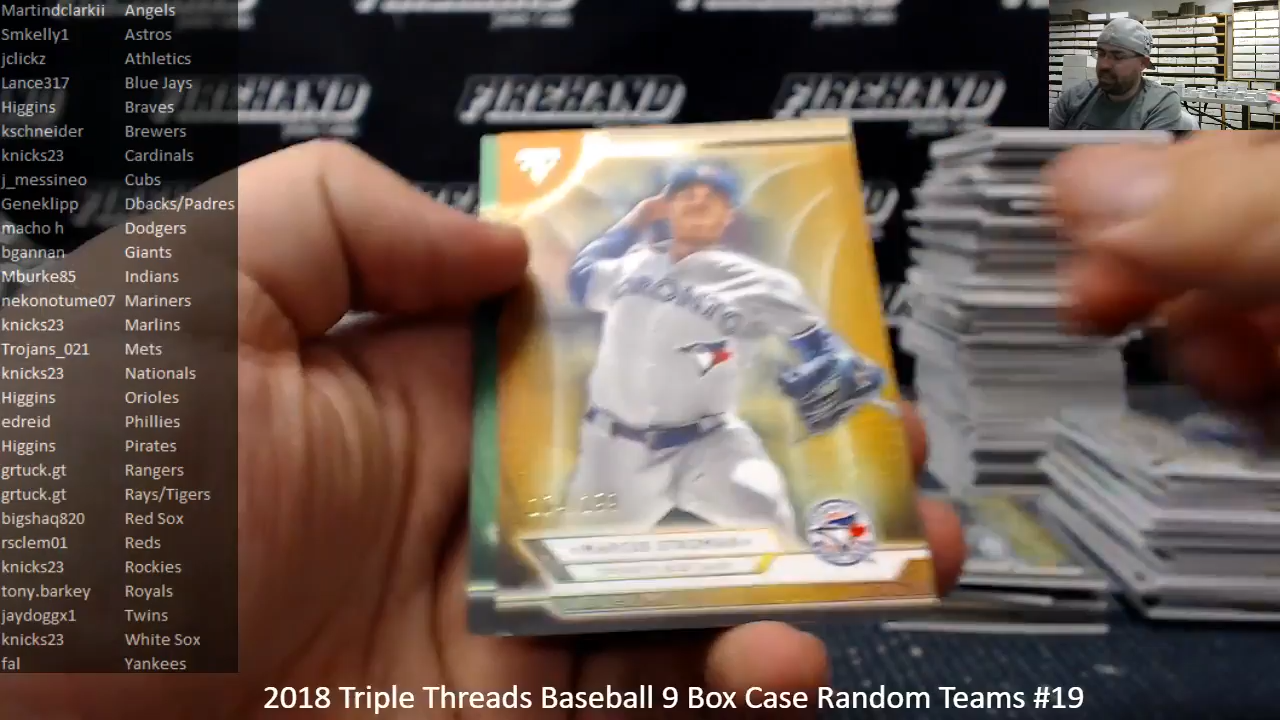 Martindclarkii Angels
Smkelly1 Astros
jclickz Athletics
Lance317 Blue Jays
Higgins Braves
kschneider Brewers
knicks23 Cardinals
j_messineo Cubs
Geneklipp Dbacks/Padres
macho h Dodgers
bgannan Giants
Mburke85 Indians
nekonotume07 Mariners
knicks23 Marlins
Trojans_021 Mets
knicks23 Nationals
Higgins Orioles
edreid Phillies
Higgins Pirates
grtuck.gt Rangers
grtuck.gt Rays/Tigers
bigshaq820 Red Sox
rsclem01 Reds
knicks23 Rockies
tony.barkey Royals
jaydoggx1 Twins
knicks23 White Sox
fal Yankees
FIREHAND
FIREHAND
TORONTO
MARCUS STROMAN
2018 Triple Threads Baseball 9 Box Case Random Teams #19